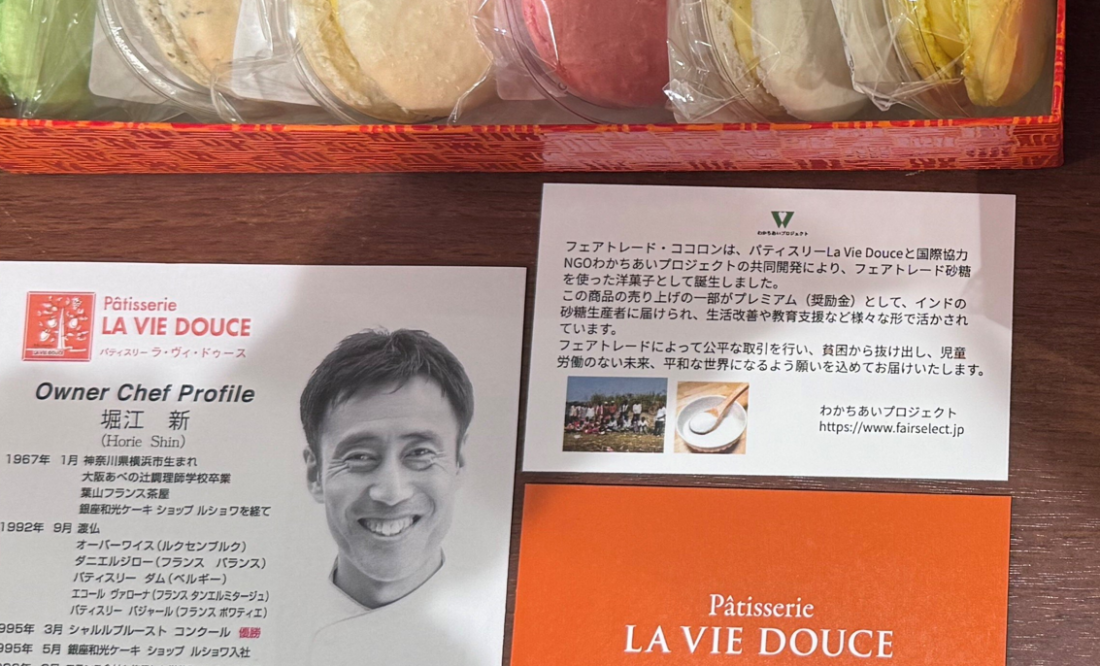 Pâtisserie
LA VIE DOUCE
パティスリー ラ・ヴィ・ドゥース
LA VIE DOUCE
Owner Chef Profile
堀江 新
(Horie Shin)
1967年 1月 神奈川県横浜市生まれ
大阪あべの辻調理師学校卒業
葉山フランス茶屋
銀座和光ケーキ ショップ ルショワを経て
1992年 9月 渡仏
オーバーワイス(ルクセンブルク)
ダニエルジロー(フランス バランス)
パティスリー ダム(ベルギー)
エコール ヴァローナ(フランス タンエルミタージュ)
パティスリー バジャール(フランス ポワティエ)
995年 3月 シャルルプルースト コンクール 優勝
995年 5月 銀座和光ケーキ ショップ ルショワ入社
わかちあいプロジェクト
フェアトレード・ココロンは、パティスリーLa Vie Douceと国際協力
NGOわかちあいプロジェクトの共同開発により、フェアトレード砂糖
を使った洋菓子として誕生しました。
この商品の売り上げの一部がプレミアム（奨励金）として、インドの
砂糖生産者に届けられ、生活改善や教育支援など様々な形で活かされ
ています。
フェアトレードによって公平な取引を行い、貧困から抜け出し、児童
労働のない未来、平和な世界になるよう願いを込めてお届けいたします。
わかちあいプロジェクト
https://www.fairselect.jp
Pâtisserie
LA VIE DOUCE